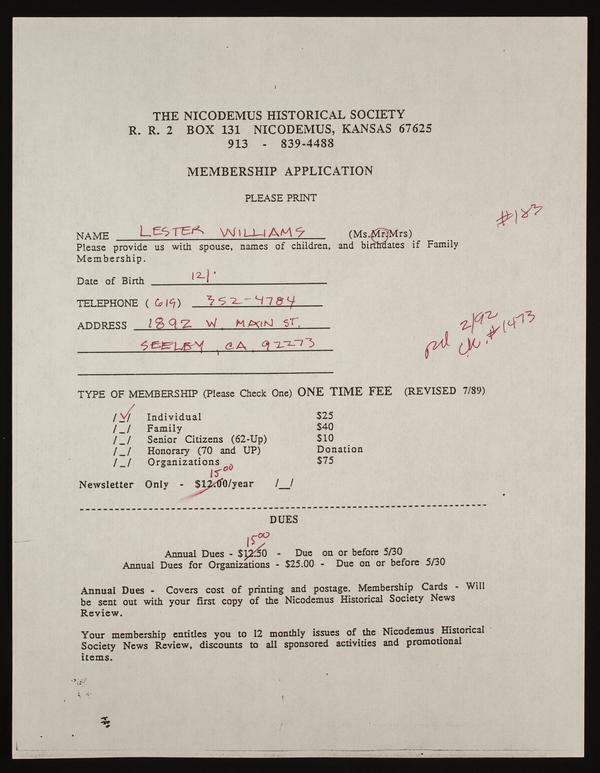 THE NICODEMUS HISTORICAL SOCIETY
R. R. 2 BOX 131 NICODEMUS, KANSAS 67625
913 - 839-4488
MEMBERSHIP APPLICATION
PLEASE PRINT
#183
NAME LESTER WILLIAMS (Ms.Mr.Mrs)
Please provide us with spouse, names of children, and birthdates if Family
Membership.
Date of Birth 12/
TELEPHONE (619) 352-4784
ADDRESS 1892 W. MAIN ST.
SEELEY, CA. 92273
pd 2/92
ck. #1473
TYPE OF MEMBERSHIP (Please Check One) ONE TIME FEE (REVISED 7/89)
/✓/ Individual $25
/_/ Family $40
/_/ Senior Citizens (62-Up) $10
/_/ Honorary (70 and UP) Donation
/_/ Organizations $75
15.00
Newsletter Only - $12.00/year /_/
DUES
15.00
Annual Dues - $12.50 - Due on or before 5/30
Annual Dues for Organizations - $25.00 - Due on or before 5/30
Annual Dues - Covers cost of printing and postage. Membership Cards - Will
be sent out with your first copy of the Nicodemus Historical Society News
Review.
Your membership entitles you to 12 monthly issues of the Nicodemus Historical
Society News Review, discounts to all sponsored activities and promotional
items.